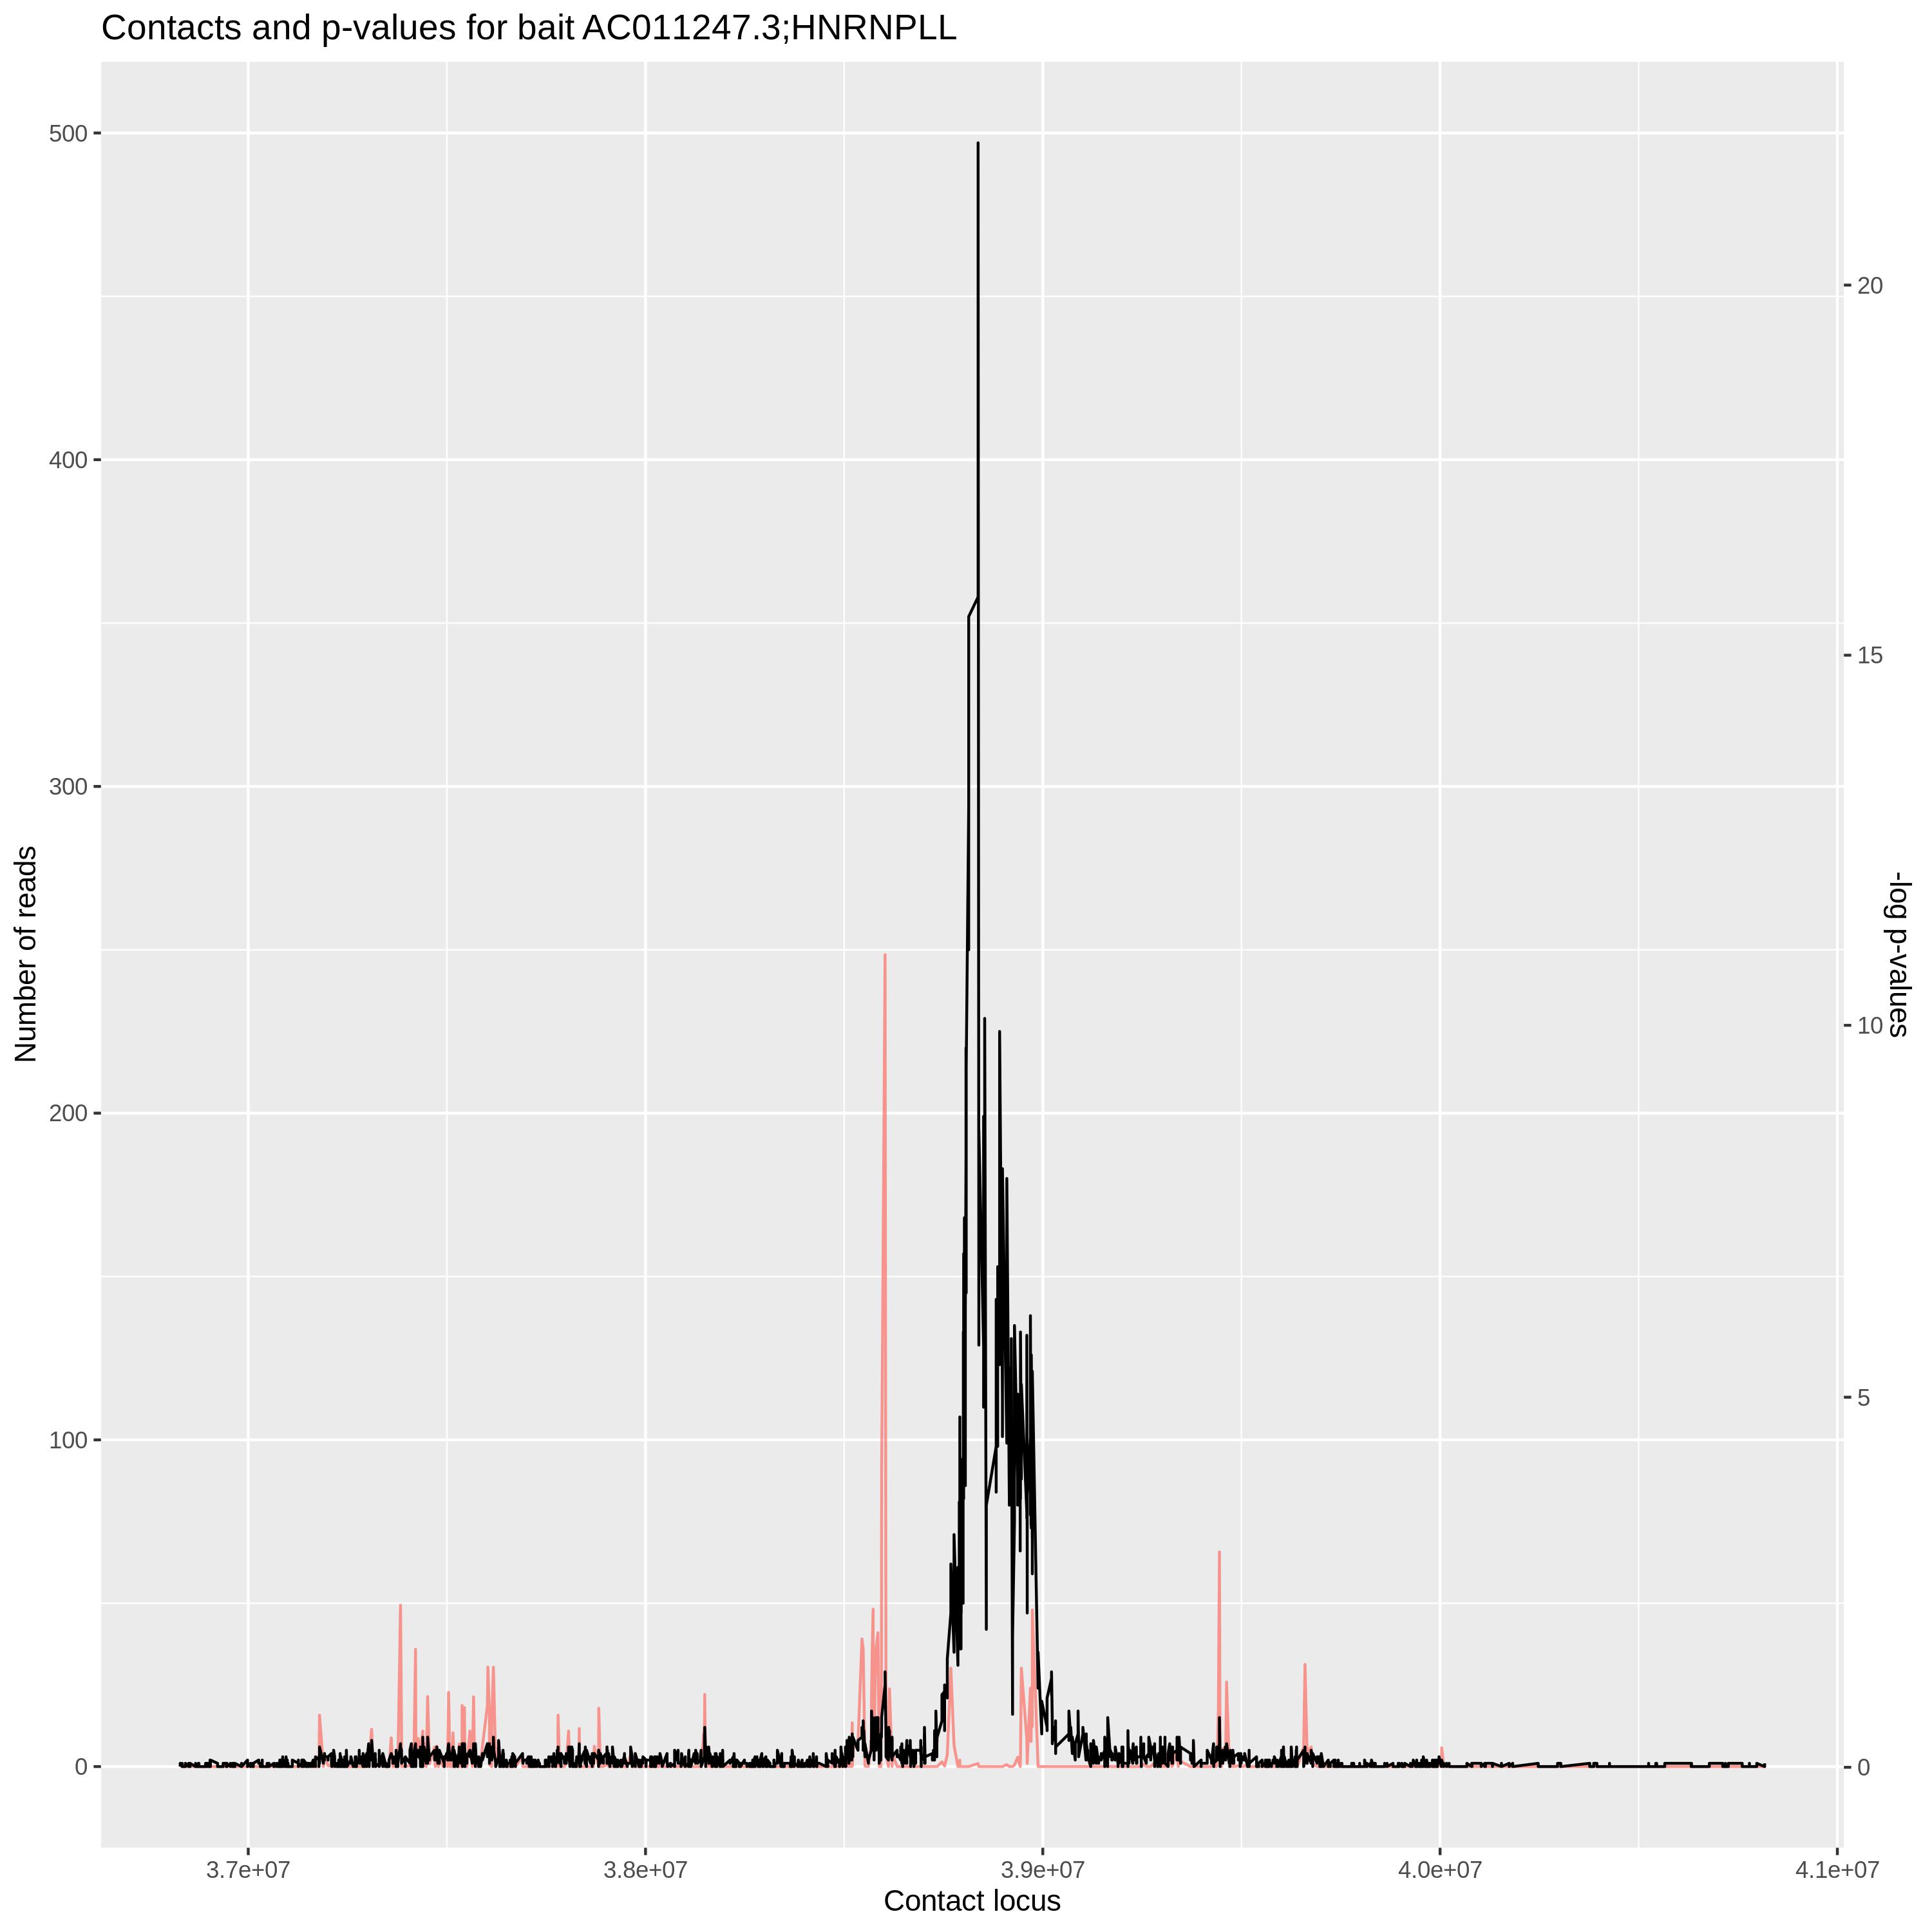 Contacts and p-values for bait AC011247.3;HNRNPLL
500
400
300
200
100
0
Number of reads
20
15
10
5
0
-log p-values
3.7e+07
3.8e+07
3.9e+07
4.0e+07
4.1e+07
Contact locus